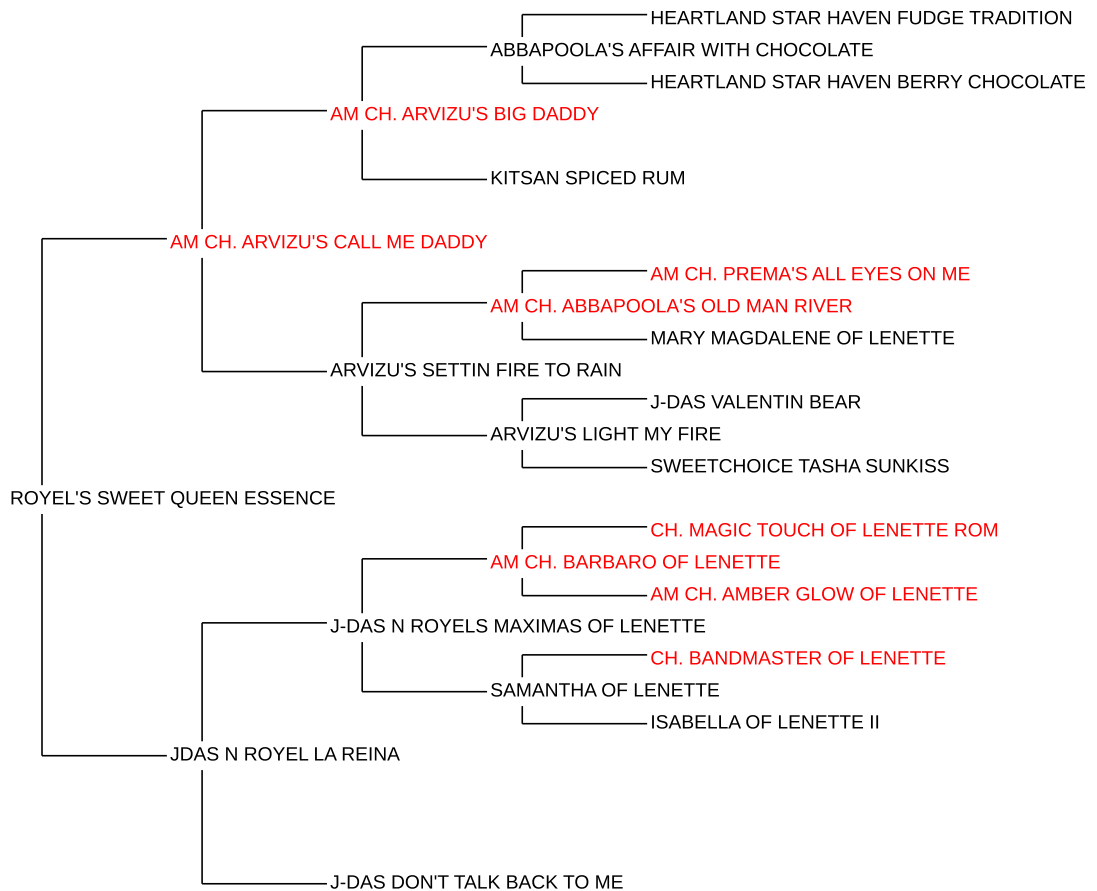 HEARTLAND STAR HAVEN FUDGE TRADITION
ABBAPOOLA'S AFFAIR WITH CHOCOLATE
HEARTLAND STAR HAVEN BERRY CHOCOLATE
AM CH. ARVIZU'S BIG DADDY
KITSAN SPICED RUM
AM CH. ARVIZU'S CALL ME DADDY
AM CH. PREMA'S ALL EYES ON ME
AM CH. ABBAPOOLA'S OLD MAN RIVER
MARY MAGDALENE OF LENETTE
ARVIZU'S SETTIN FIRE TO RAIN
J-DAS VALENTIN BEAR
ARVIZU'S LIGHT MY FIRE
SWEETCHOICE TASHA SUNKISS
ROYEL'S SWEET QUEEN ESSENCE
CH. MAGIC TOUCH OF LENETTE ROM
AM CH. BARBARO OF LENETTE
AM CH. AMBER GLOW OF LENETTE
J-DAS N ROYELS MAXIMAS OF LENETTE
CH. BANDMASTER OF LENETTE
SAMANTHA OF LENETTE
ISABELLA OF LENETTE II
JDAS N ROYEL LA REINA
J-DAS DON'T TALK BACK TO ME